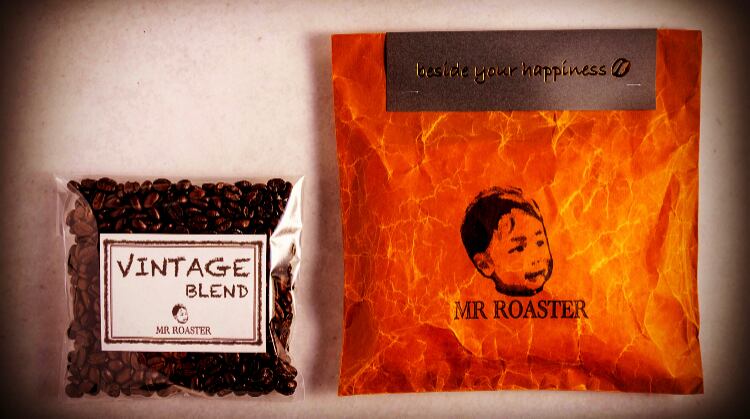 VINTAGE
BLEND
MR ROASTER
beside your happiness
MR ROASTER